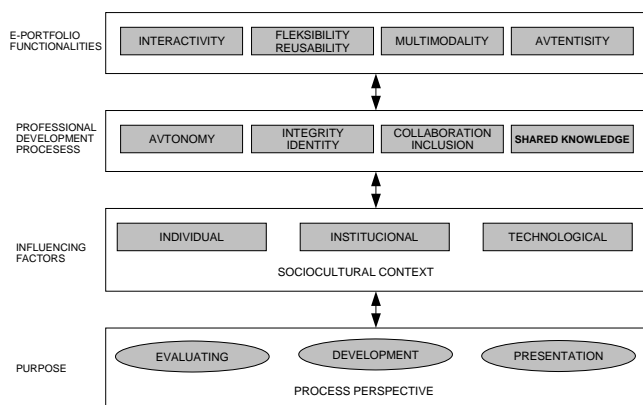 E-PORTFOLIO
FUNCTIONALITIES
INTERACTIVITY
FLEKSIBILITY
REUSABILITY
MULTIMODALITY
AVTENTISITY
PROFESSIONAL
DEVELOPMENT
PROCESESS
AVTONOMY
INTEGRITY
IDENTITY
COLLABORATION
INCLUSION
SHARED KNOWLEDGE
INFLUENCING
FACTORS
INDIVIDUAL
INSTITUCIONAL
TECHNOLOGICAL
SOCIOCULTURAL CONTEXT
PURPOSE
EVALUATING
DEVELOPMENT
PRESENTATION
PROCESS PERSPECTIVE